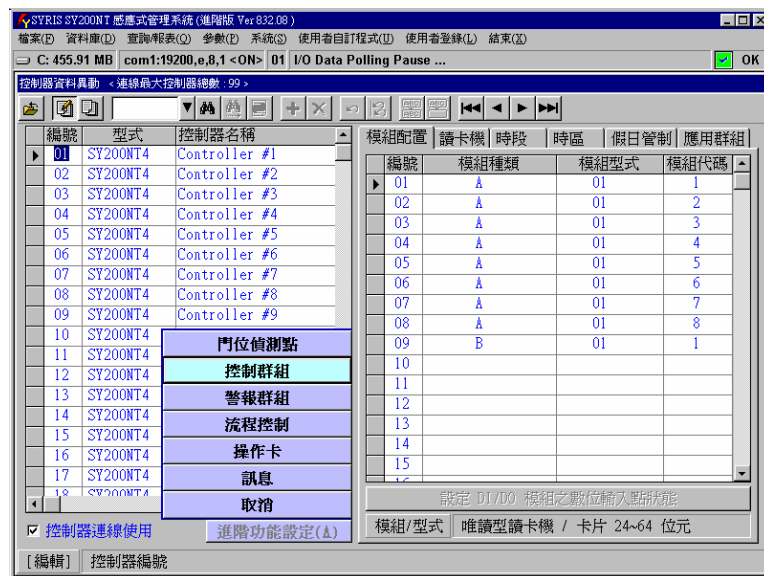 SYRIS SY200NT 感應式管理系統 (進階版 Ver 8.32.08 )
檔案(F) 資料庫(D) 查詢/報表(Q) 參數(P) 系統(S) 使用者自訂程式(U) 使用者登錄(L) 結束(X)
C: 455.91 MB com1:19200,e,8,1 <ON> 01 I/O Data Polling Pause ... OK
控制器資料異動 < 連線最大控制器總數 : 99 >
編號 型式 控制器名稱
01 SY200NT4 Controller #1
02 SY200NT4 Controller #2
03 SY200NT4 Controller #3
04 SY200NT4 Controller #4
05 SY200NT4 Controller #5
06 SY200NT4 Controller #6
07 SY200NT4 Controller #7
08 SY200NT4 Controller #8
09 SY200NT4 Controller #9
10 SY200NT4
11 SY200NT4
12 SY200NT4
13 SY200NT4
14 SY200NT4
15 SY200NT4
16 SY200NT4
17 SY200NT4
18 SY200NT4
門位偵測點
控制群組
警報群組
流程控制
操作卡
訊息
取消
控制器連線使用 進階功能設定(A)
模組配置 讀卡機 時段 時區 假日管制 應用群組
編號 模組種類 模組型式 模組代碼
01 A 01 1
02 A 01 2
03 A 01 3
04 A 01 4
05 A 01 5
06 A 01 6
07 A 01 7
08 A 01 8
09 B 01 1
10
11
12
13
14
15
設定 DI/DO 模組之數位輸入點狀態
模組/型式 唯讀型讀卡機 / 卡片 24~64 位元
[編輯] 控制器編號